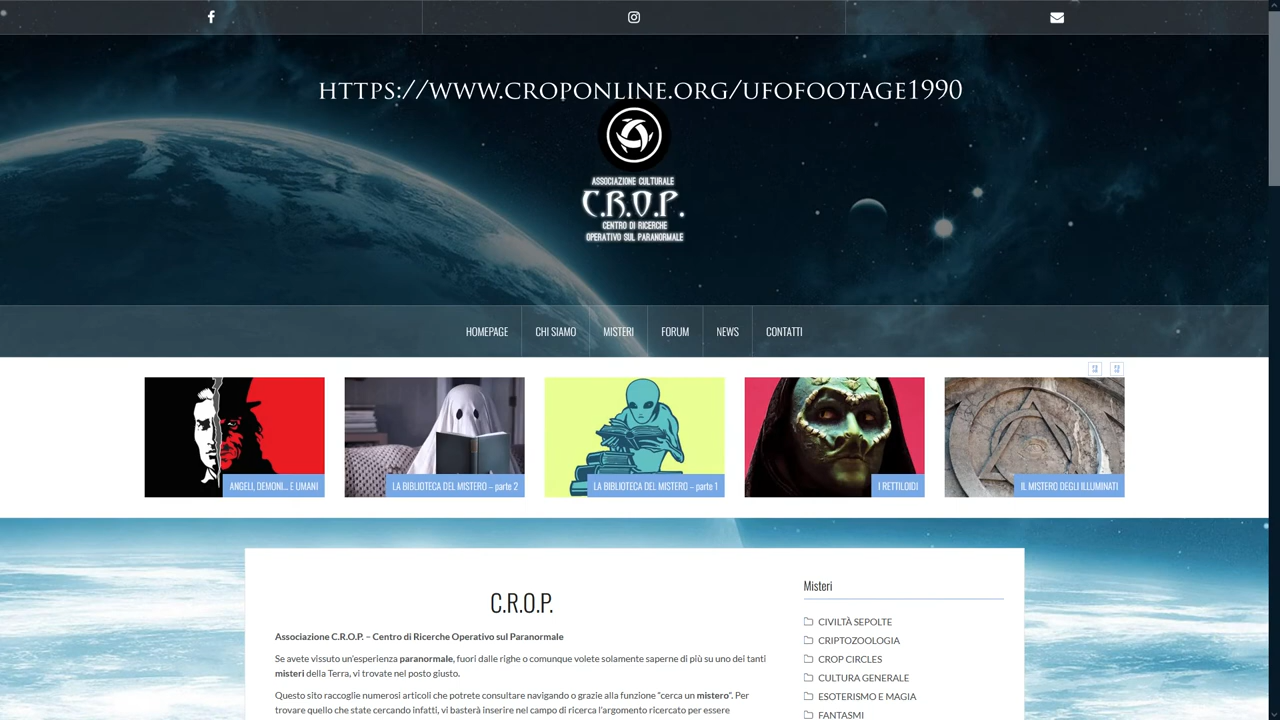 HTTPS://WWW.CROPONLINE.ORG/UFOFOOTAGE1990
ASSOCIAZIONE CULTURALE
C.R.O.P.
CENTRO DI RICERCHE
OPERATIVO SUL PARANORMALE
HOMEPAGE
CHI SIAMO
MISTERI
FORUM
NEWS
CONTATTI
ANGELI, DEMONI… E UMANI
LA BIBLIOTECA DEL MISTERO – parte 2
LA BIBLIOTECA DEL MISTERO – parte 1
I RETTILOIDI
IL MISTERO DEGLI ILLUMINATI
C.R.O.P.
Associazione C.R.O.P. – Centro di Ricerche Operativo sul Paranormale
Se avete vissuto un'esperienza paranormale, fuori dalle righe o comunque volete solamente saperne di più su uno dei tanti
misteri della Terra, vi trovate nel posto giusto.
Questo sito raccoglie numerosi articoli che potrete consultare navigando o grazie alla funzione "cerca un mistero". Per
trovare quello che state cercando infatti, vi basterà inserire nel campo di ricerca l'argomento ricercato per essere
Misteri
CIVILTÀ SEPOLTE
CRIPTOZOOLOGIA
CROP CIRCLES
CULTURA GENERALE
ESOTERISMO E MAGIA
FANTASMI